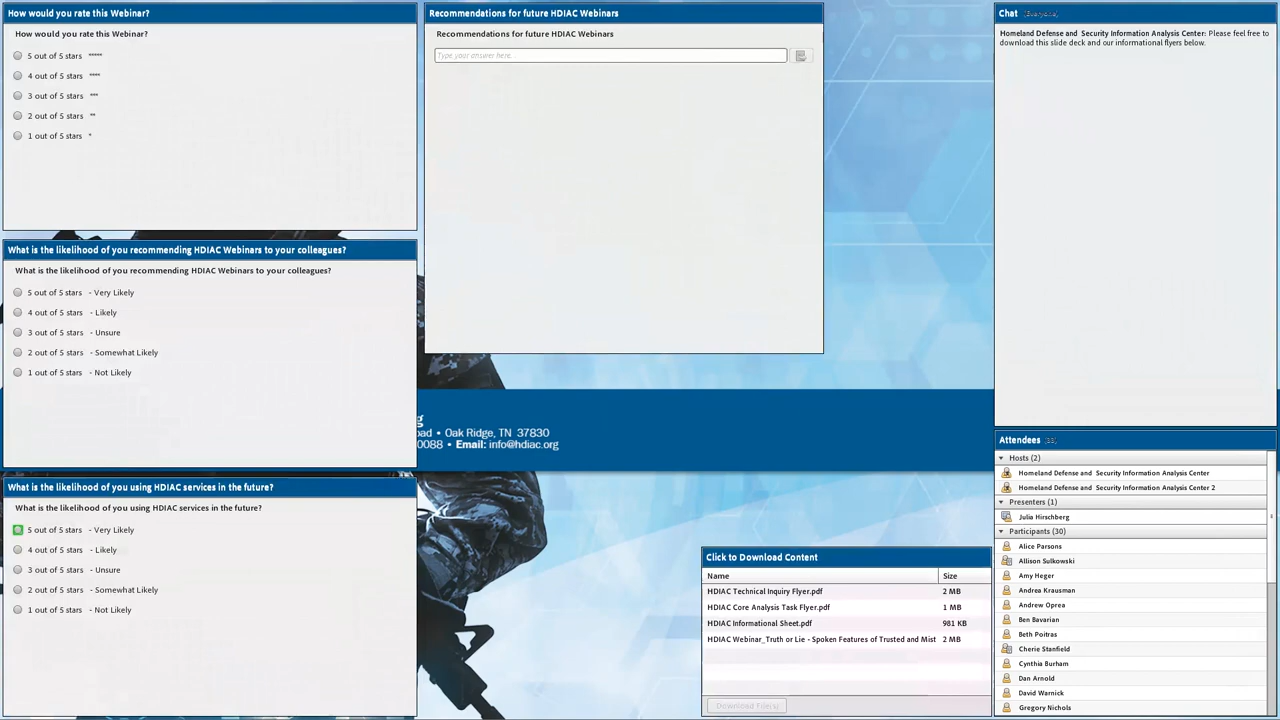 How would you rate this Webinar?
How would you rate this Webinar?
5 out of 5 stars *****
4 out of 5 stars ****
3 out of 5 stars ***
2 out of 5 stars **
1 out of 5 stars *
What is the likelihood of you recommending HDIAC Webinars to your colleagues?
What is the likelihood of you recommending HDIAC Webinars to your colleagues?
5 out of 5 stars - Very Likely
4 out of 5 stars - Likely
3 out of 5 stars - Unsure
2 out of 5 stars - Somewhat Likely
1 out of 5 stars - Not Likely
What is the likelihood of you using HDIAC services in the future?
What is the likelihood of you using HDIAC services in the future?
5 out of 5 stars - Very Likely
4 out of 5 stars - Likely
3 out of 5 stars - Unsure
2 out of 5 stars - Somewhat Likely
1 out of 5 stars - Not Likely
Recommendations for future HDIAC Webinars
Recommendations for future HDIAC Webinars
Type your answer here.
g
oad • Oak Ridge, TN 37830
0088 • Email: info@hdiac.org
Click to Download Content
Name Size
HDIAC Technical Inquiry Flyer.pdf 2 MB
HDIAC Core Analysis Task Flyer.pdf 1 MB
HDIAC Informational Sheet.pdf 981 KB
HDIAC Webinar_Truth or Lie - Spoken Features of Trusted and Mist 2 MB
Download File(s)
Chat (Everyone)
Homeland Defense and Security Information Analysis Center: Please feel free to
download this slide deck and our informational flyers below.
Attendees (33)
Hosts (2)
Homeland Defense and Security Information Analysis Center
Homeland Defense and Security Information Analysis Center 2
Presenters (1)
Julia Hirschberg
Participants (30)
Alice Parsons
Allison Sulkowski
Amy Heger
Andrea Krausman
Andrew Oprea
Ben Bavarian
Beth Poitras
Cherie Stanfield
Cynthia Burham
Dan Arnold
David Warnick
Gregory Nichols